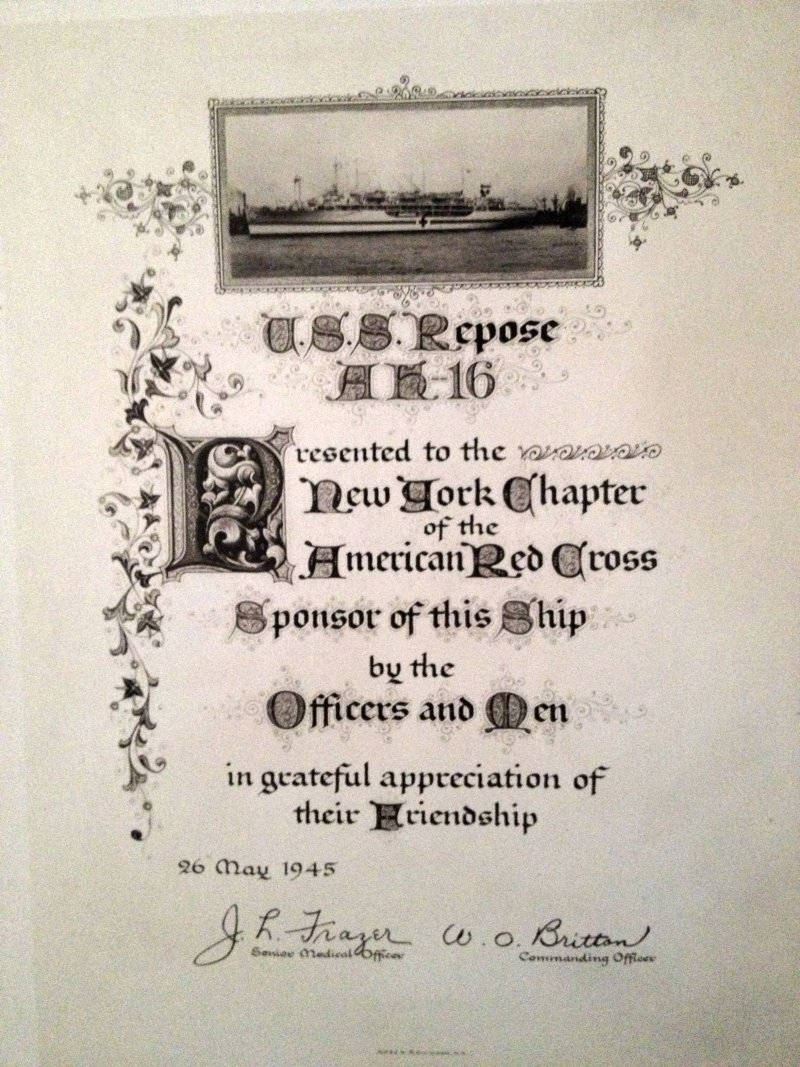 U.S.S. Repose
AH-16
Presented to the
New York Chapter
of the
American Red Cross
Sponsor of this Ship
by the
Officers and Men
in grateful appreciation of
their Friendship
26 May 1945
J. L. Frazer W. O. Britton
Senior Medical Officer Commanding Officer